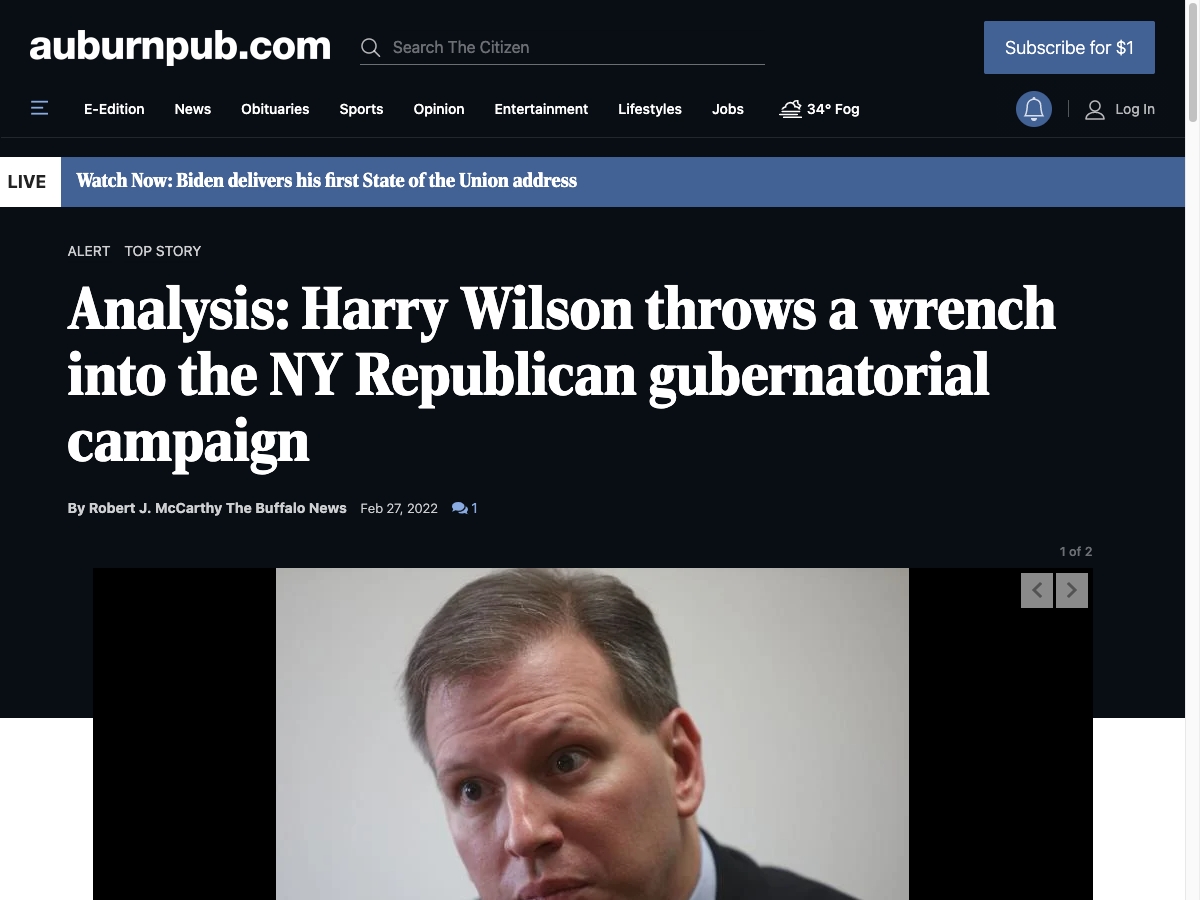 auburnpub.com
Search The Citizen
Subscribe for $1
E-Edition News Obituaries Sports Opinion Entertainment Lifestyles Jobs 34° Fog Log In
LIVE Watch Now: Biden delivers his first State of the Union address
ALERT TOP STORY
Analysis: Harry Wilson throws a wrench
into the NY Republican gubernatorial
campaign
By Robert J. McCarthy The Buffalo News Feb 27, 2022 1
1 of 2